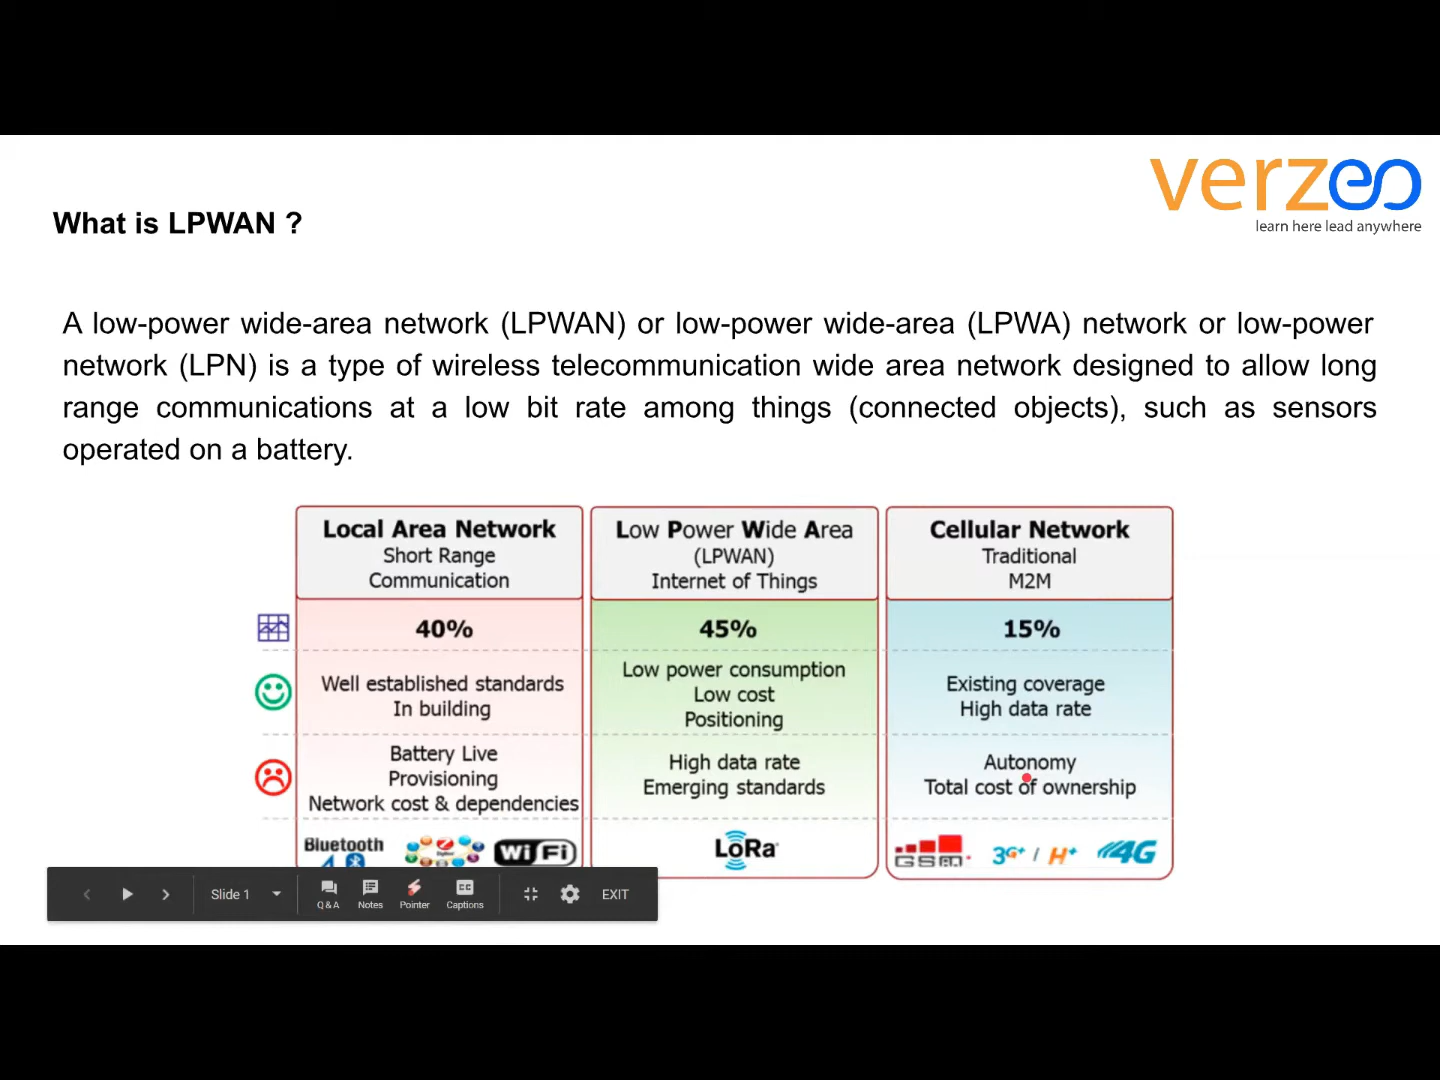 verzeo
learn here lead anywhere
What is LPWAN ?
A low-power wide-area network (LPWAN) or low-power wide-area (LPWA) network or low-power
network (LPN) is a type of wireless telecommunication wide area network designed to allow long
range communications at a low bit rate among things (connected objects), such as sensors
operated on a battery.
Local Area Network
Short Range
Communication
40%
Well established standards
In building
Battery Live
Provisioning
Network cost & dependencies
Bluetooth
4.0
WiFi
Low Power Wide Area
(LPWAN)
Internet of Things
45%
Low power consumption
Low cost
Positioning
High data rate
Emerging standards
LoRa
Cellular Network
Traditional
M2M
15%
Existing coverage
High data rate
Autonomy
Total cost of ownership
GSM
3G+ / H+
4G
Slide 1
Q&A
Notes
Pointer
CC
Captions
EXIT